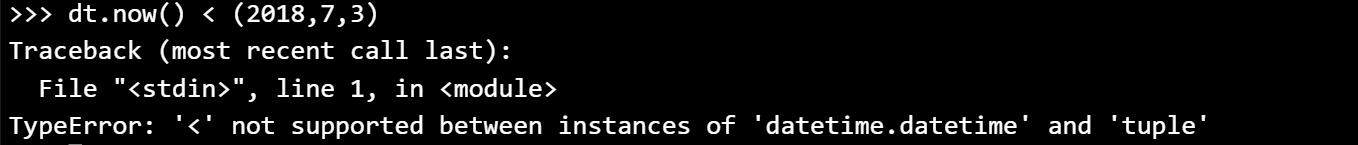 >>> dt.now() < (2018,7,3)
Traceback (most recent call last):
  File "<stdin>", line 1, in <module>
TypeError: '<' not supported between instances of 'datetime.datetime' and 'tuple'